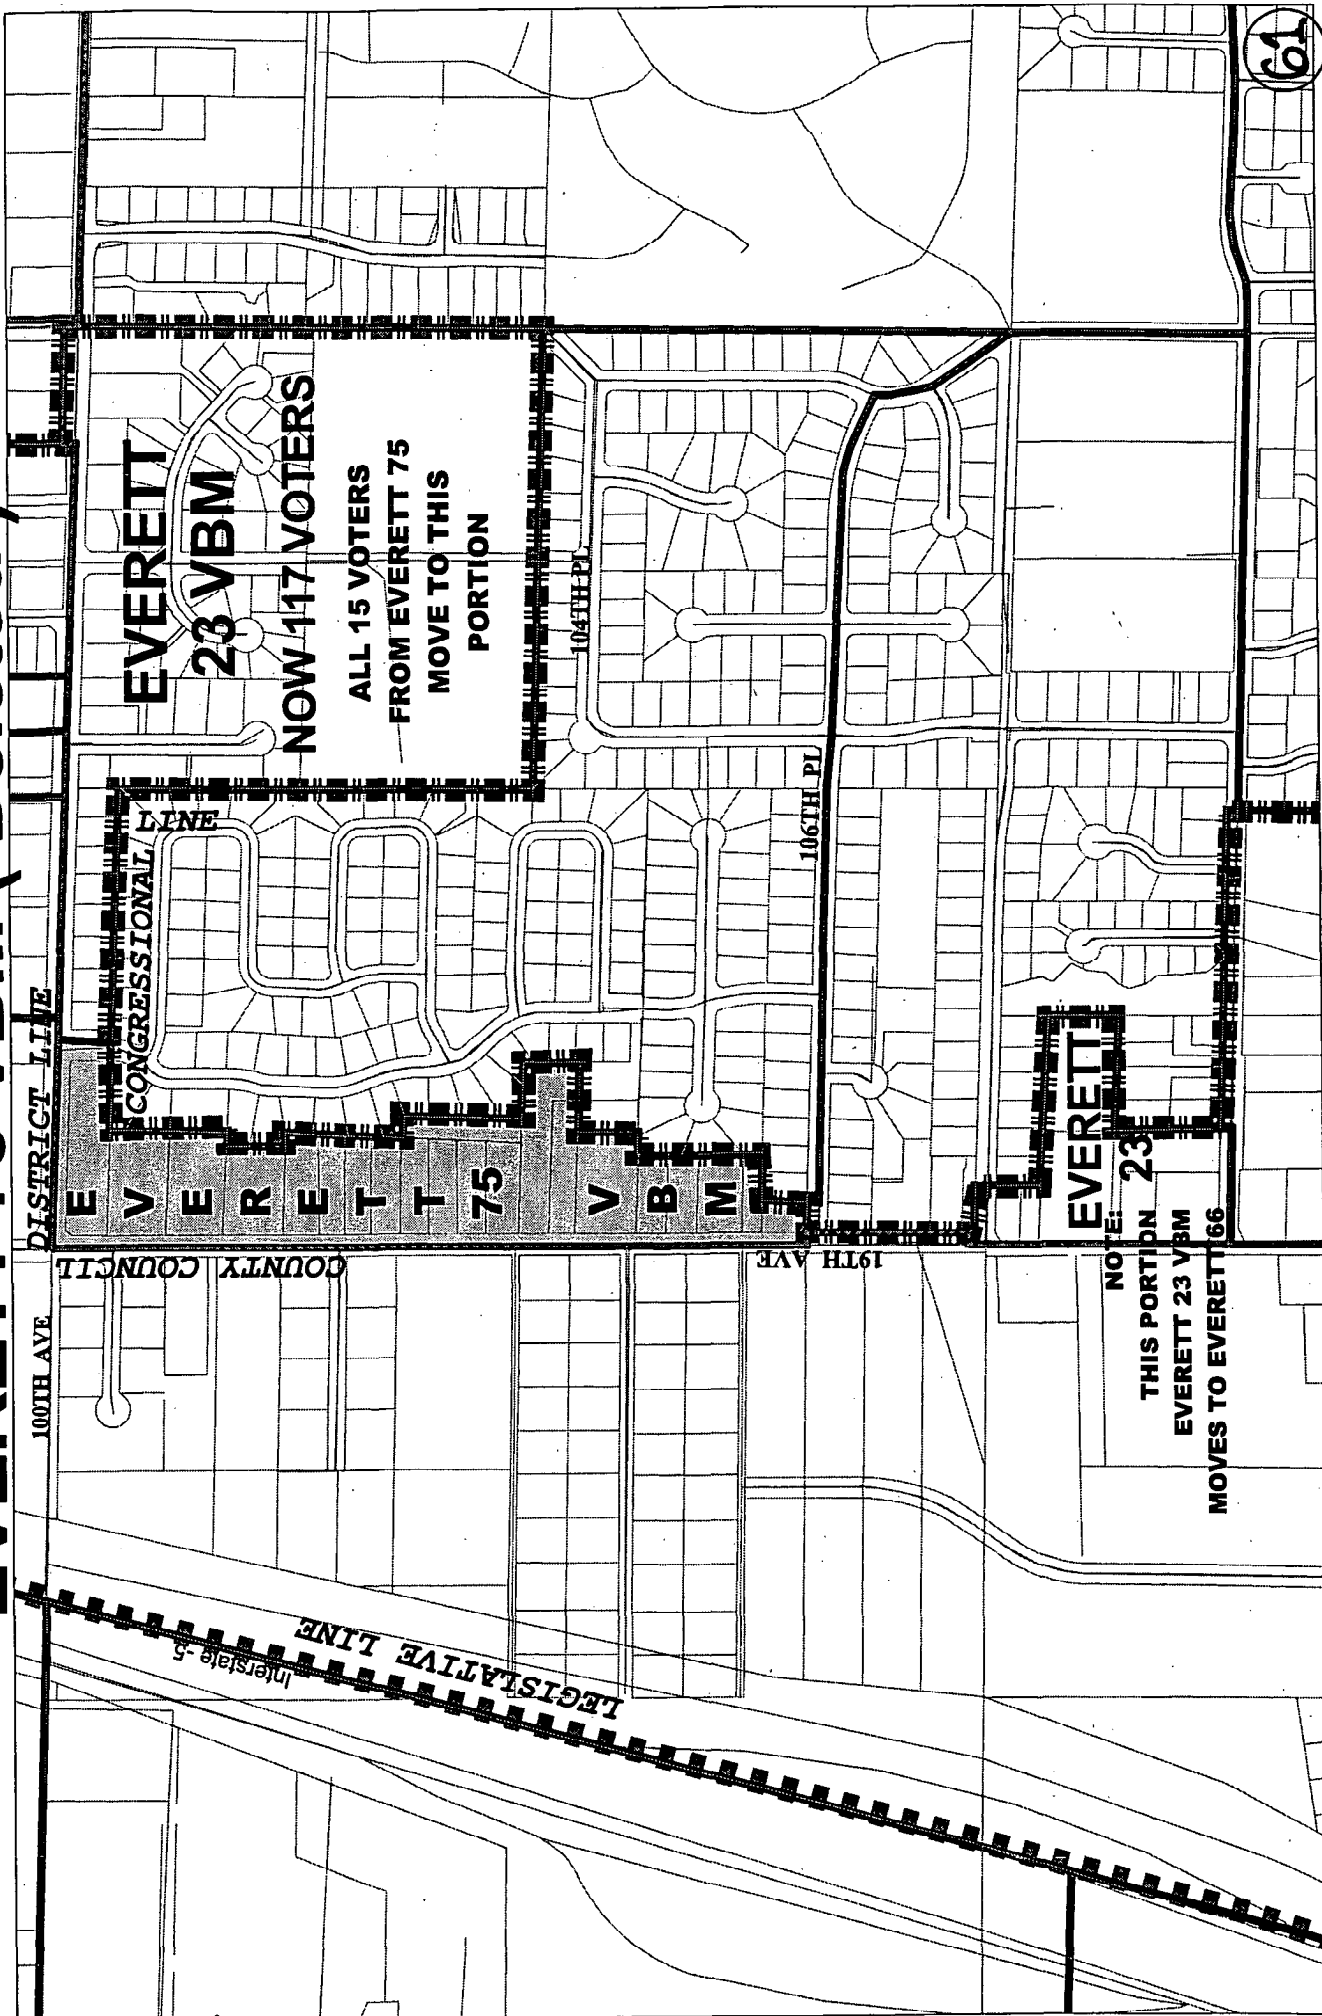 61
EVERETT
23 VBM
NOW 117 VOTERS
ALL 15 VOTERS
FROM EVERETT 75
MOVE TO THIS
PORTION
104TH PL
106TH PL
CONGRESSIONAL
LINE
DISTRICT LINE
COUNTY COUNCIL
100TH AVE
19TH AVE
EVERETT 75 VBM
EVERETT
23
NOTE:
THIS PORTION
EVERETT 23 VBM
MOVES TO EVERETT 66
Interstate -5
LEGISLATIVE LINE